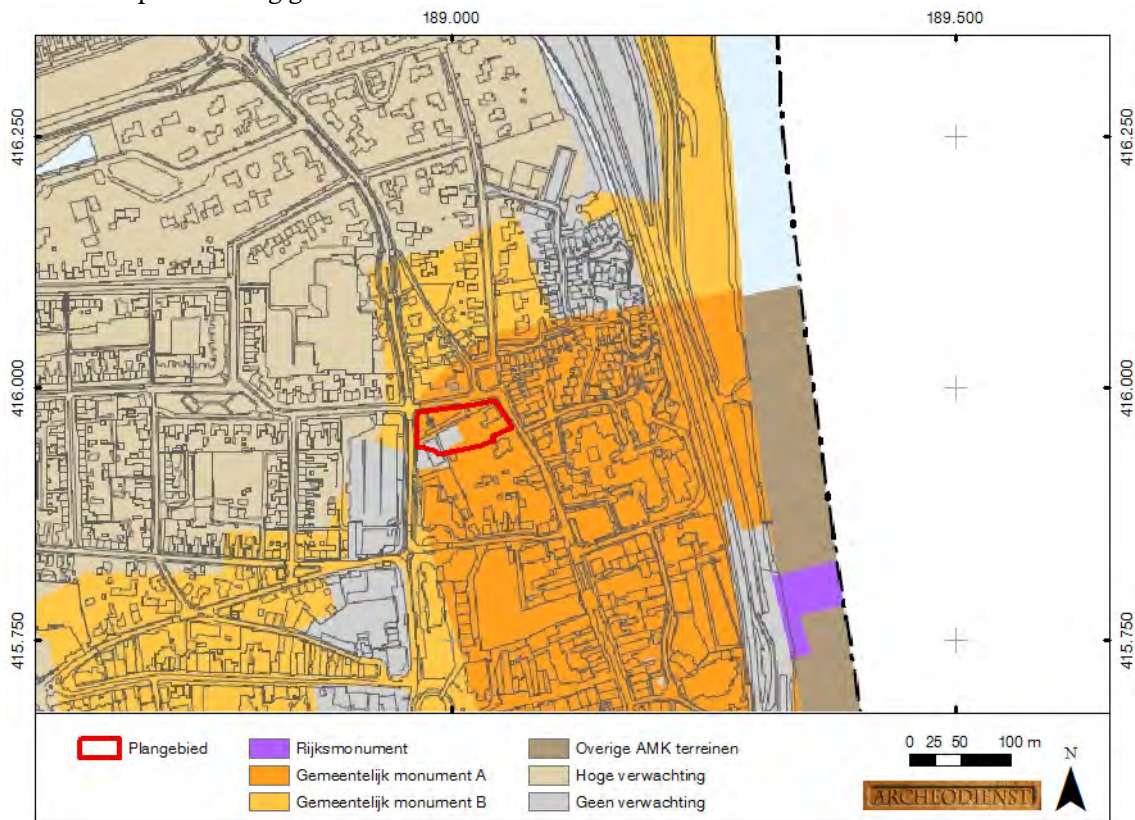 189.000 189.500
416.250 416.250
416.000 416.000
415.750 415.750
Plangebied
Rijksmonument
Gemeentelijk monument A
Gemeentelijk monument B
Overige AMK terreinen
Hoge verwachting
Geen verwachting
0 25 50 100 m
N
ARCHEODIENST